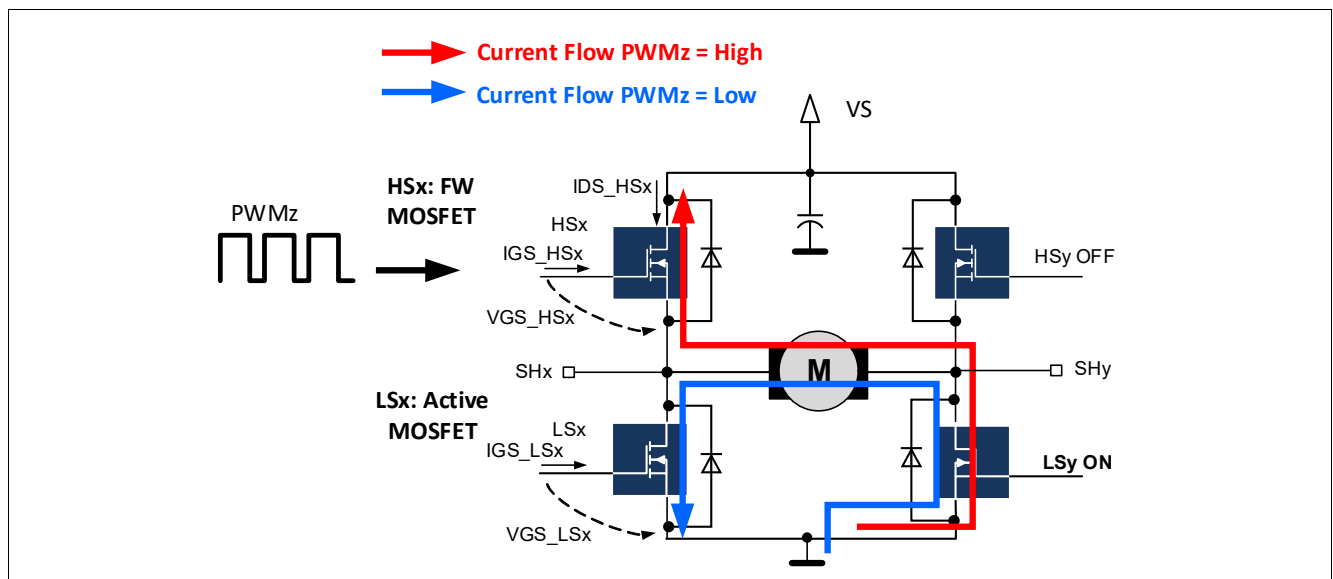 Current Flow PWMz = High
Current Flow PWMz = Low
VS
HSx: FW
MOSFET
IDS_HSx
PWMz
HSx
IGS_HSx
HSy OFF
VGS_HSx
M
SHx
SHy
LSx: Active
MOSFET
LSx
IGS_LSx
LSy ON
VGS_LSx